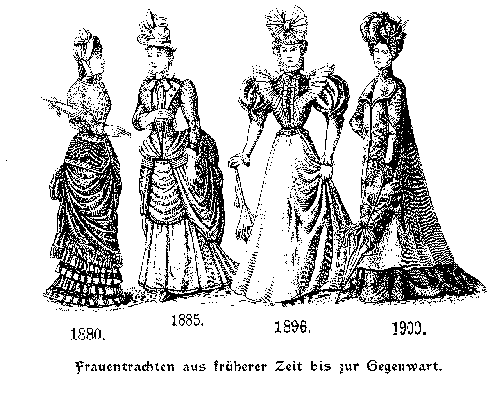 1880. 1885. 1896. 1900.
Frauentrachten aus früherer Zeit bis zur Gegenwart.